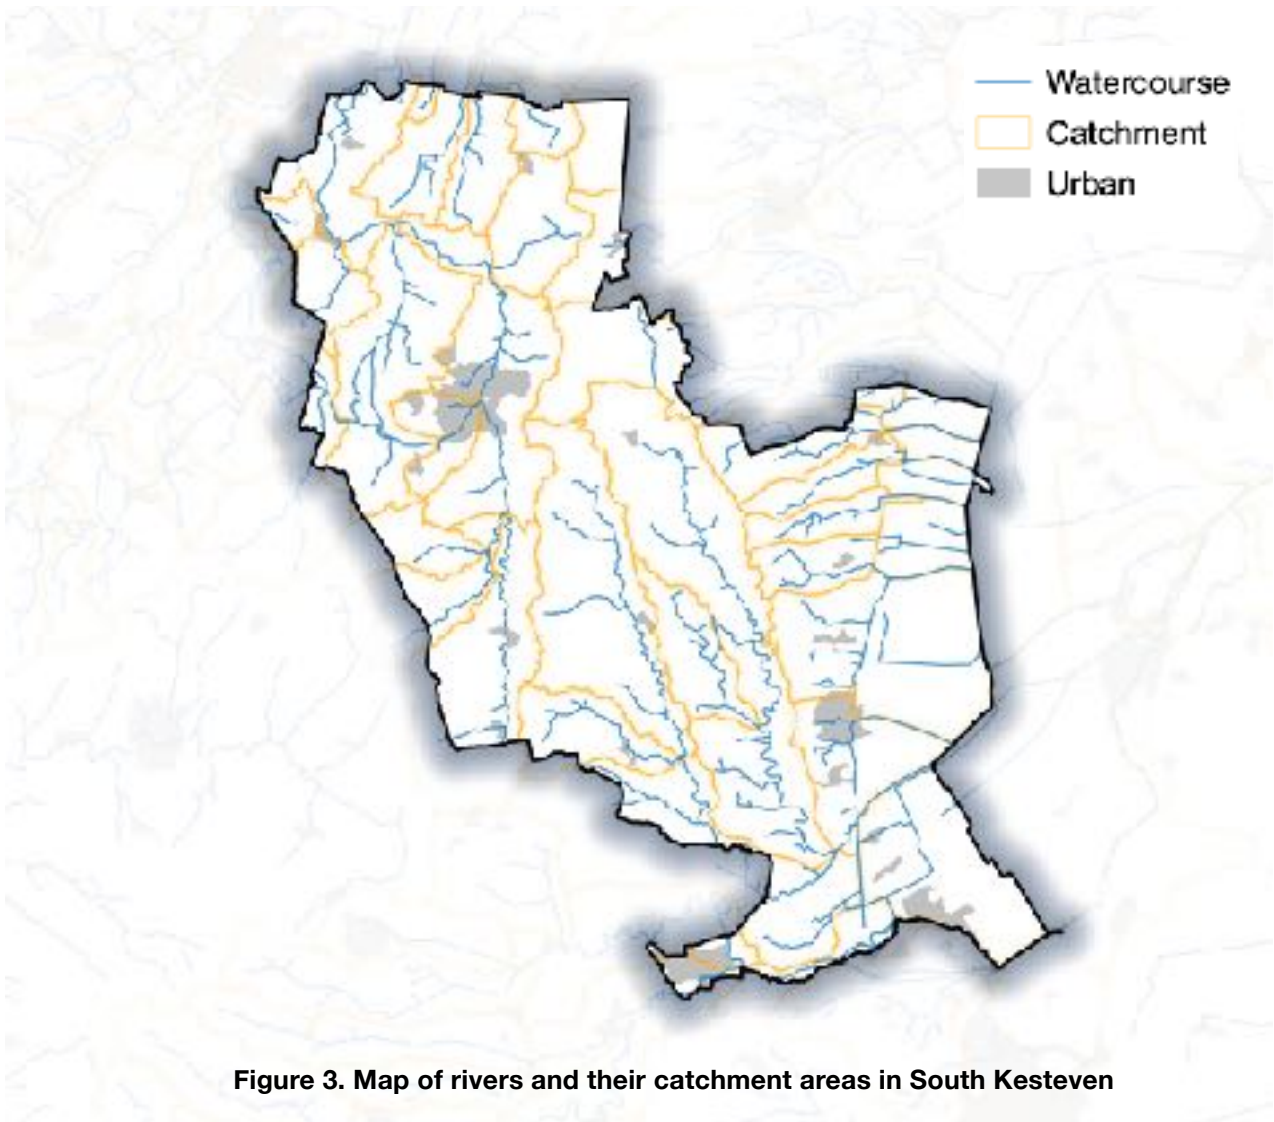 Watercourse
Catchment
Urban
Figure 3. Map of rivers and their catchment areas in South Kesteven